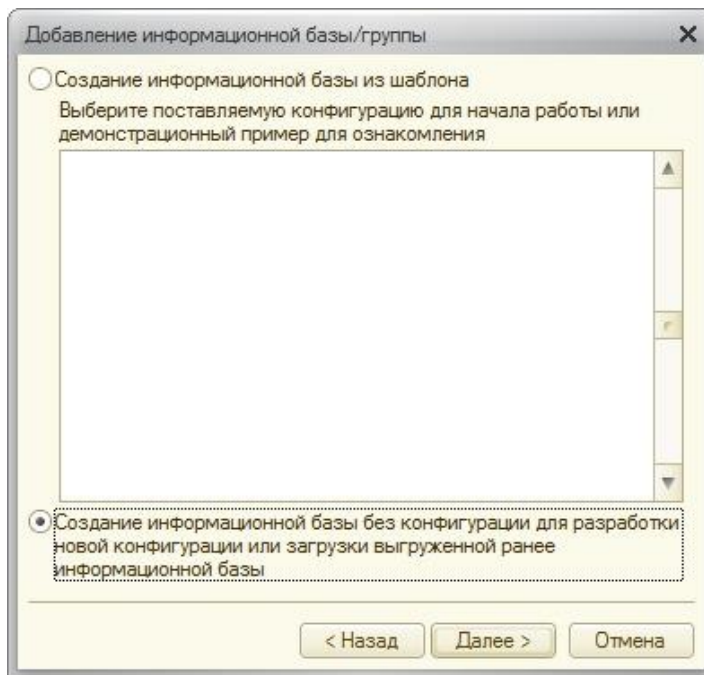 Добавление информационной базы/группы
Создание информационной базы из шаблона
Выберите поставляемую конфигурацию для начала работы или
демонстрационный пример для ознакомления
Создание информационной базы без конфигурации для разработки
новой конфигурации или загрузки выгруженной ранее
информационной базы
< Назад
Далее >
Отмена